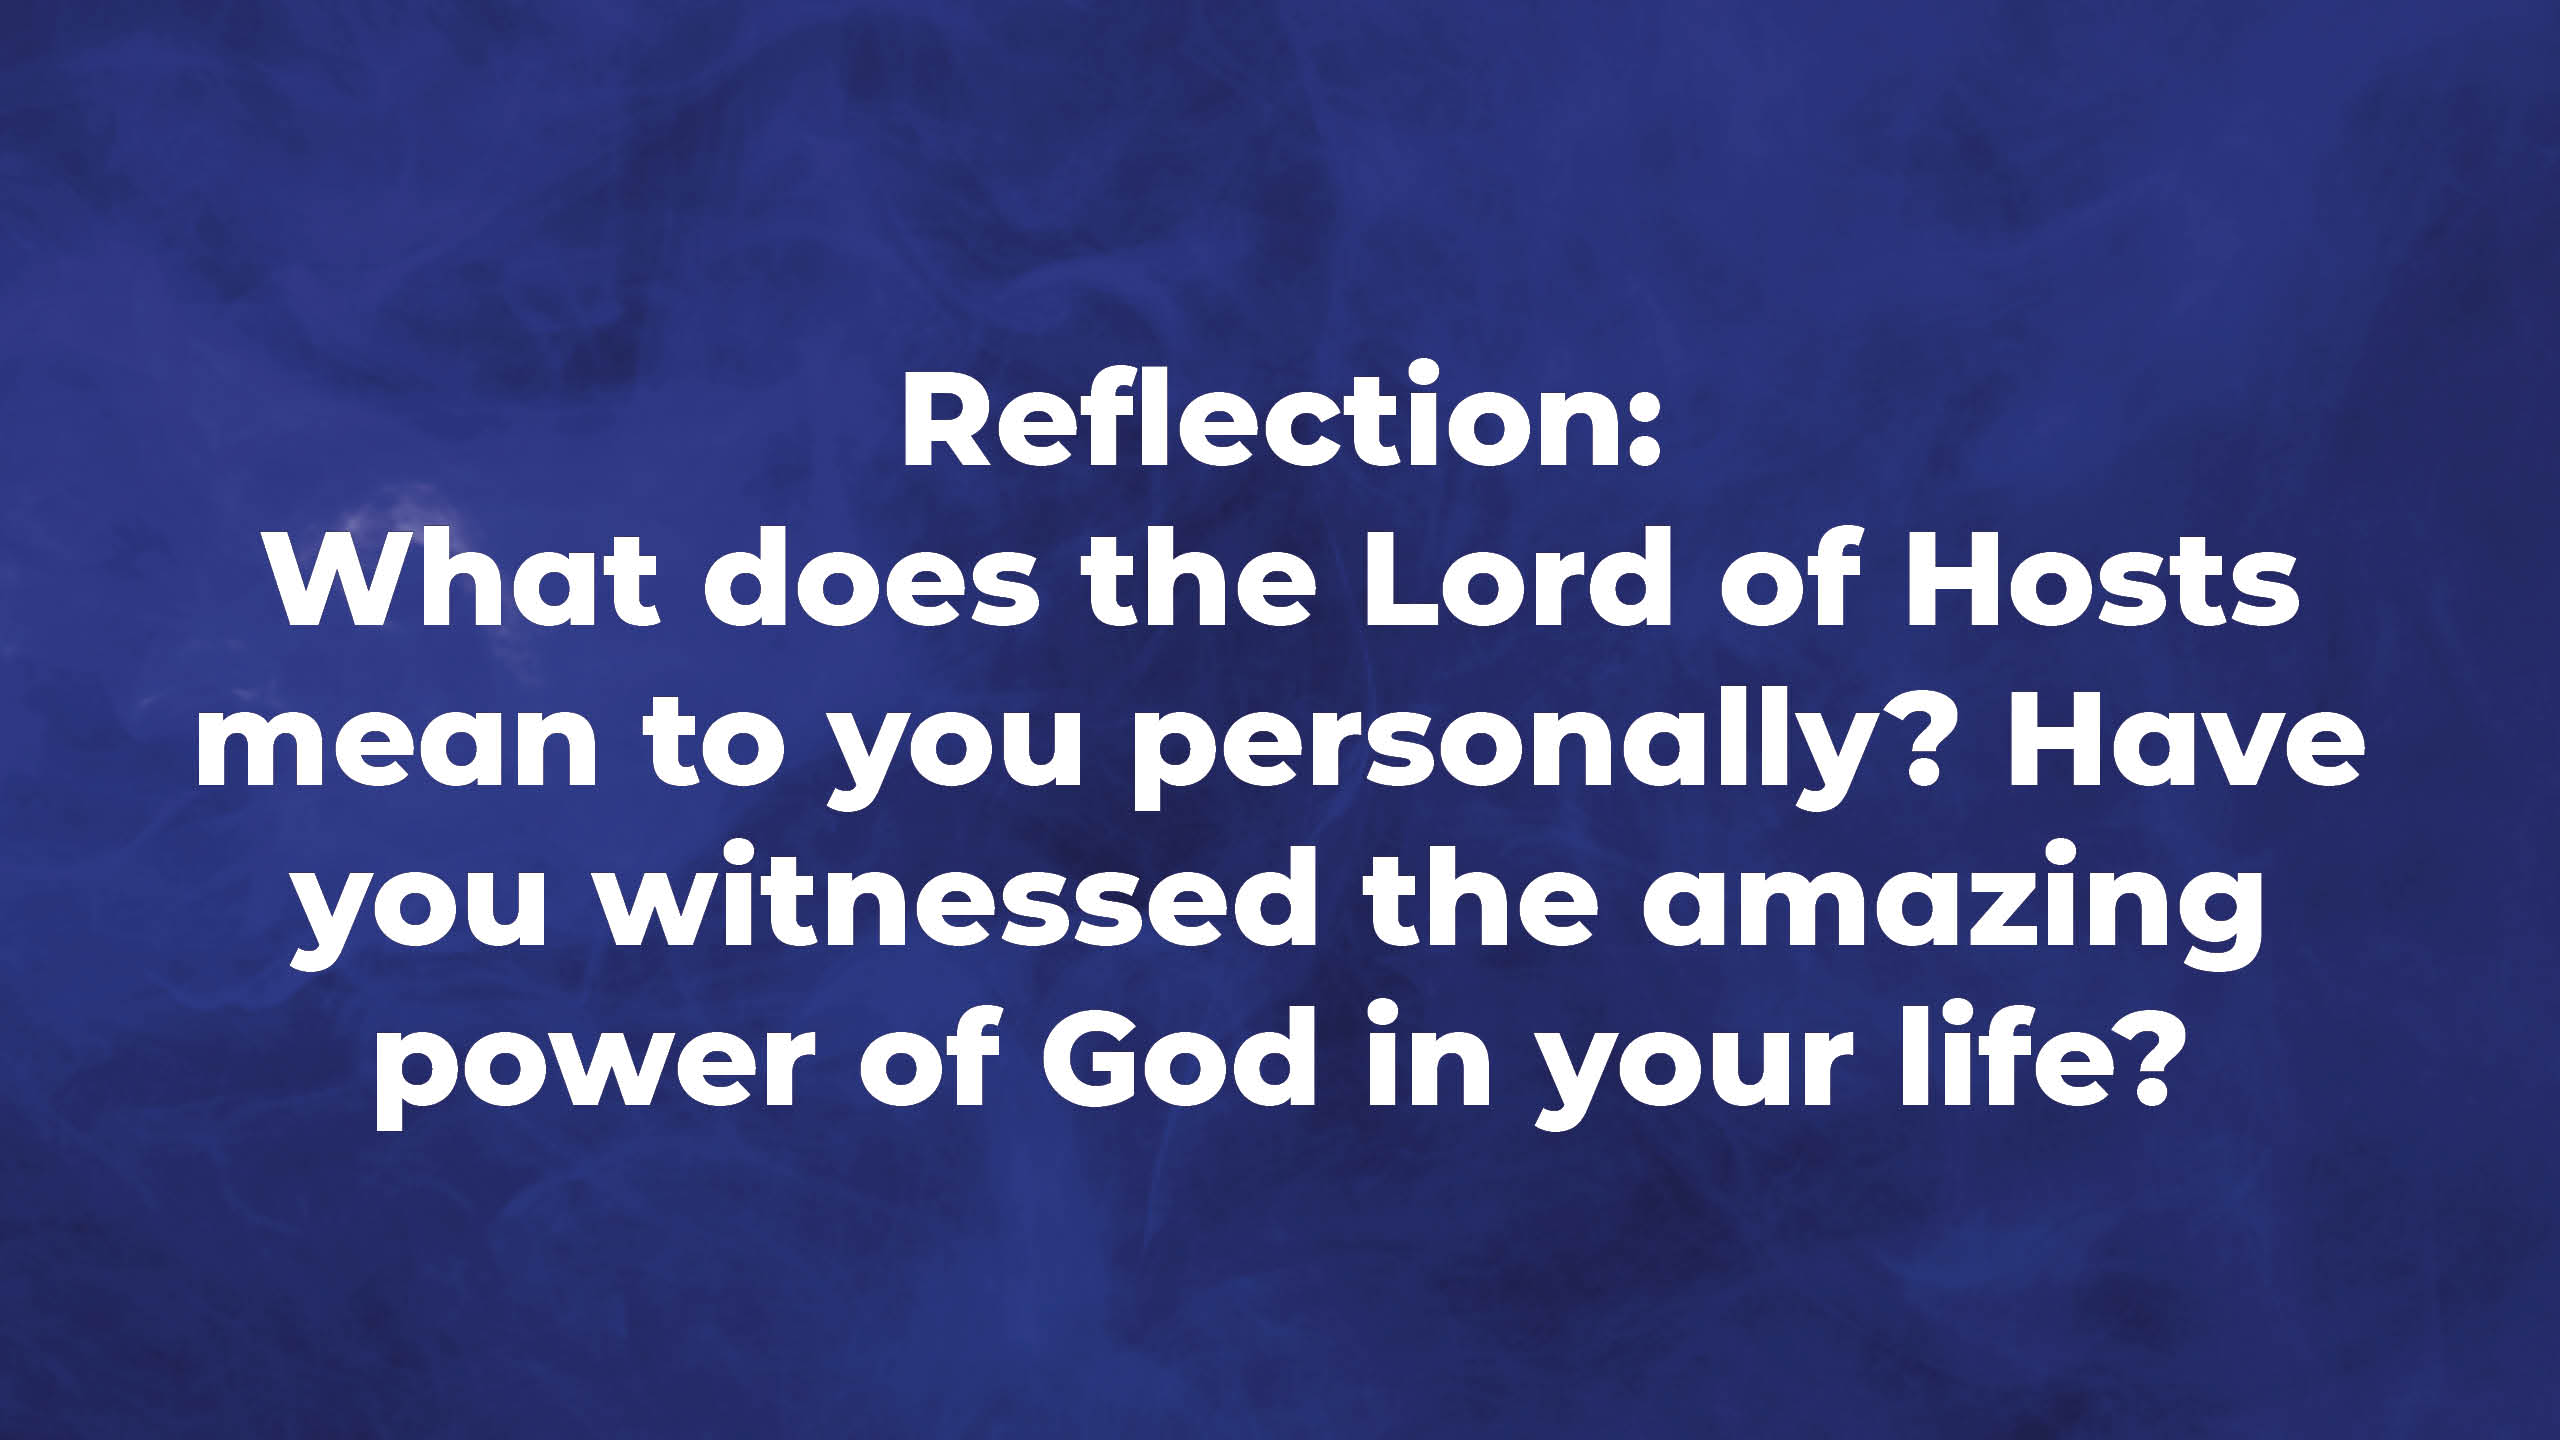 Reflection:
What does the Lord of Hosts
mean to you personally? Have
you witnessed the amazing
power of God in your life?